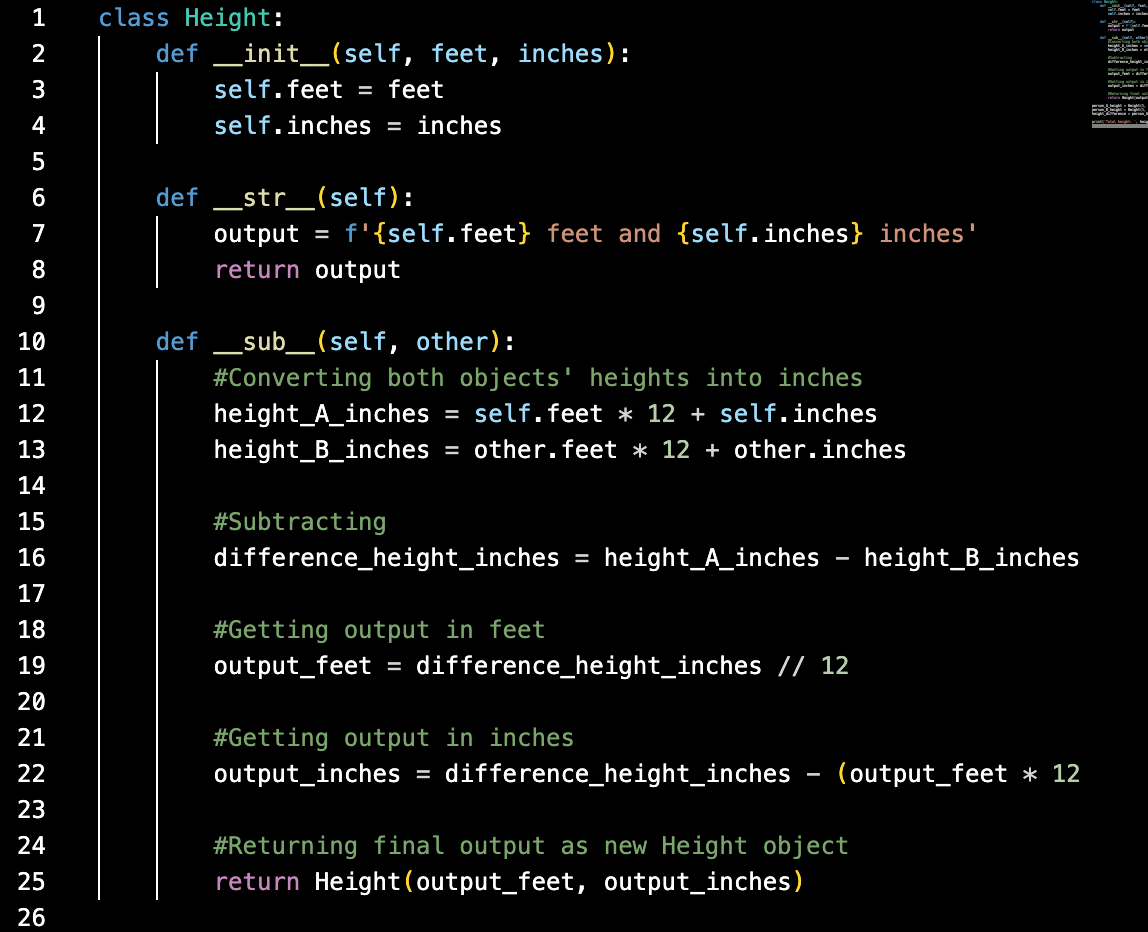 1 class Height:
2     def __init__(self, feet, inches):
3         self.feet = feet
4         self.inches = inches
5
6     def __str__(self):
7         output = f'{self.feet} feet and {self.inches} inches'
8         return output
9
10     def __sub__(self, other):
11         #Converting both objects' heights into inches
12         height_A_inches = self.feet * 12 + self.inches
13         height_B_inches = other.feet * 12 + other.inches
14
15         #Subtracting
16         difference_height_inches = height_A_inches - height_B_inches
17
18         #Getting output in feet
19         output_feet = difference_height_inches // 12
20
21         #Getting output in inches
22         output_inches = difference_height_inches - (output_feet * 12
23
24         #Returning final output as new Height object
25         return Height(output_feet, output_inches)
26